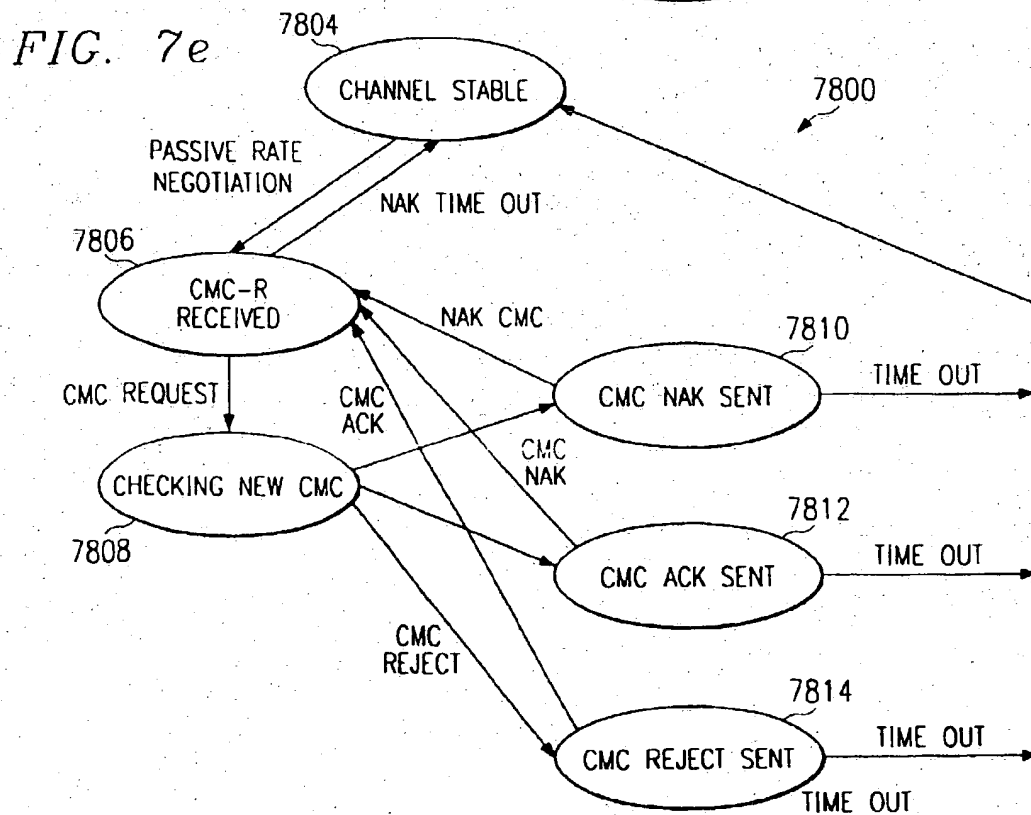 FIG. 7e
7804
CHANNEL STABLE
7800
PASSIVE RATE
NEGOTIATION
NAK TIME OUT
7806
CMC-R
RECEIVED
NAK CMC
7810
CMC REQUEST
CMC
ACK
CMC NAK SENT
TIME OUT
CMC
NAK
CHECKING NEW CMC
7808
7812
CMC ACK SENT
TIME OUT
CMC
REJECT
7814
CMC REJECT SENT
TIME OUT
TIME OUT